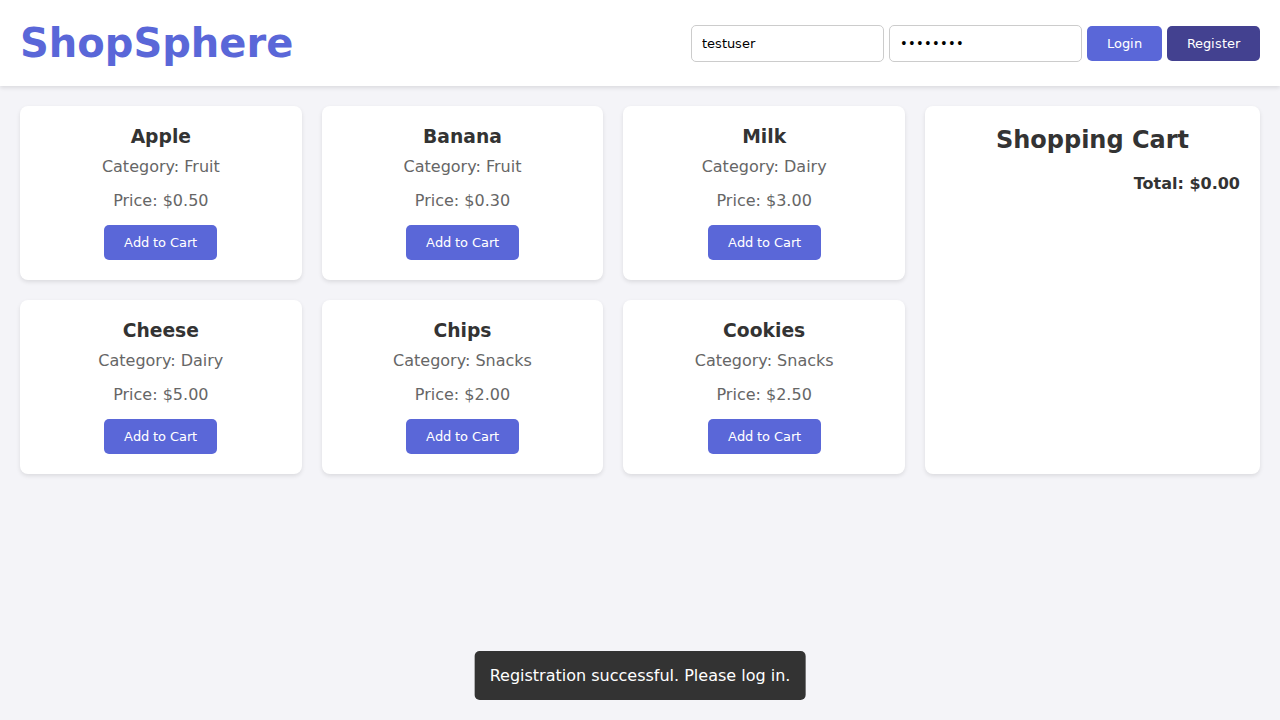 ShopSphere
testuser
••••••••
Login
Register
Apple
Category: Fruit
Price: $0.50
Add to Cart
Banana
Category: Fruit
Price: $0.30
Add to Cart
Milk
Category: Dairy
Price: $3.00
Add to Cart
Shopping Cart
Total: $0.00
Cheese
Category: Dairy
Price: $5.00
Add to Cart
Chips
Category: Snacks
Price: $2.00
Add to Cart
Cookies
Category: Snacks
Price: $2.50
Add to Cart
Registration successful. Please log in.